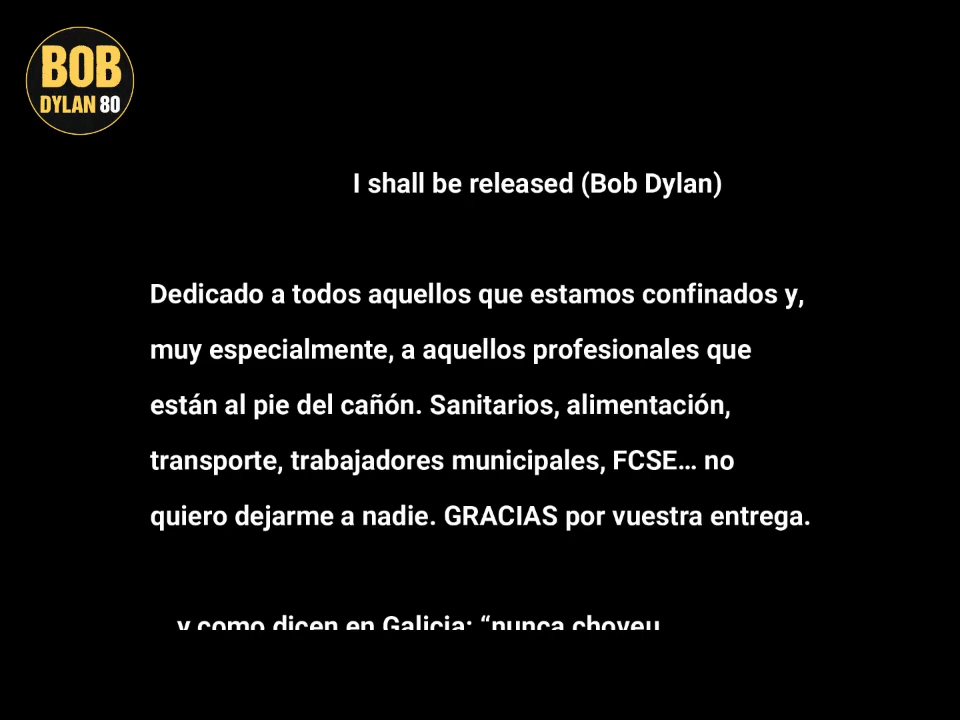 BOB
DYLAN 80
I shall be released (Bob Dylan)
Dedicado a todos aquellos que estamos confinados y,
muy especialmente, a aquellos profesionales que
están al pie del cañón. Sanitarios, alimentación,
transporte, trabajadores municipales, FCSE… no
quiero dejarme a nadie. GRACIAS por vuestra entrega.
y como dicen en Galicia: “nunca choveu